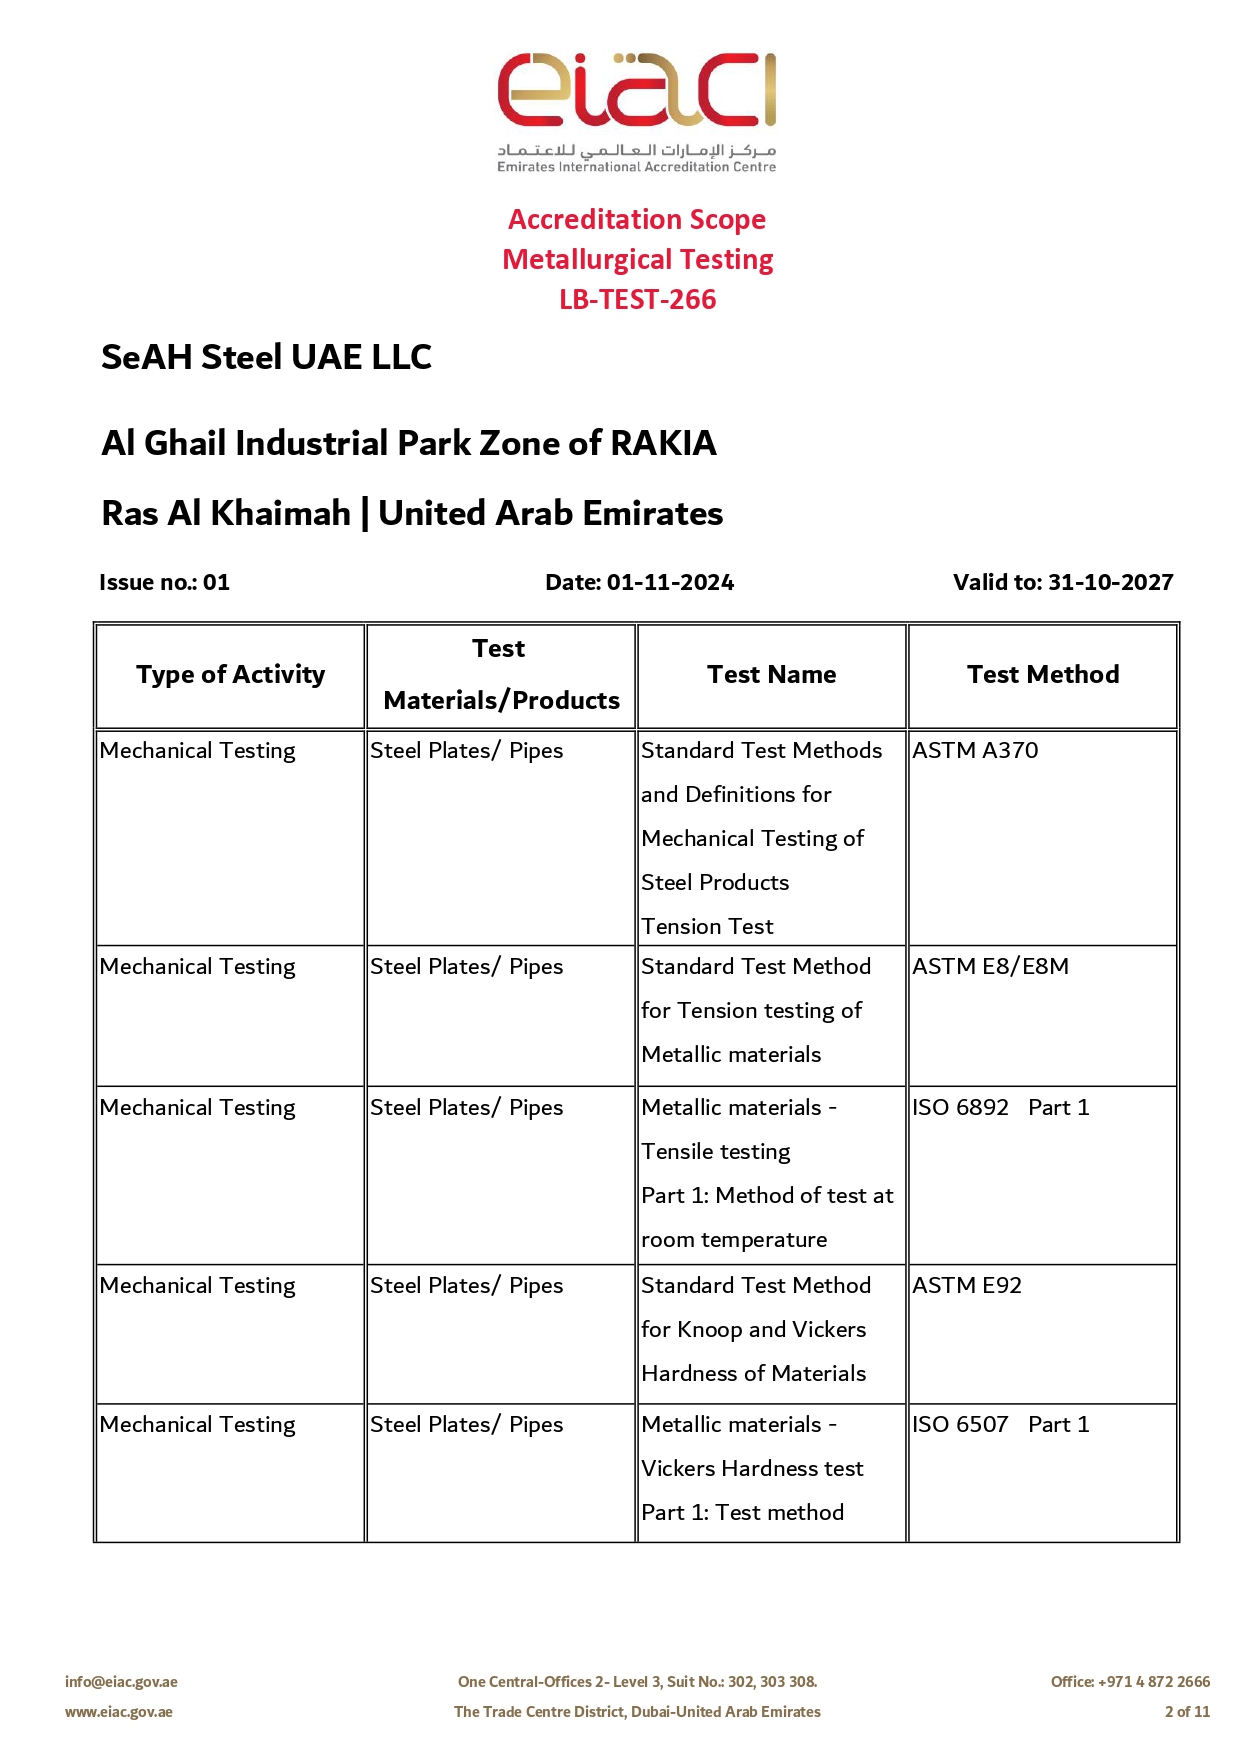 eiac
مركز الإمارات العالمي للاعتماد
Emirates International Accreditation Centre
Accreditation Scope
Metallurgical Testing
LB-TEST-266
SeAH Steel UAE LLC
Al Ghail Industrial Park Zone of RAKIA
Ras Al Khaimah | United Arab Emirates
Issue no.: 01 Date: 01-11-2024 Valid to: 31-10-2027
Type of Activity
Test
Materials/Products
Test Name
Test Method
Mechanical Testing
Steel Plates/ Pipes
Standard Test Methods
and Definitions for
Mechanical Testing of
Steel Products
Tension Test
ASTM A370
Mechanical Testing
Steel Plates/ Pipes
Standard Test Method
for Tension testing of
Metallic materials
ASTM E8/E8M
Mechanical Testing
Steel Plates/ Pipes
Metallic materials -
Tensile testing
Part 1: Method of test at
room temperature
ISO 6892 Part 1
Mechanical Testing
Steel Plates/ Pipes
Standard Test Method
for Knoop and Vickers
Hardness of Materials
ASTM E92
Mechanical Testing
Steel Plates/ Pipes
Metallic materials -
Vickers Hardness test
Part 1: Test method
ISO 6507 Part 1
info@eiac.gov.ae One Central-Offices 2- Level 3, Suit No.: 302, 303 308. Office: +971 4 872 2666
www.eiac.gov.ae The Trade Centre District, Dubai-United Arab Emirates 2 of 11